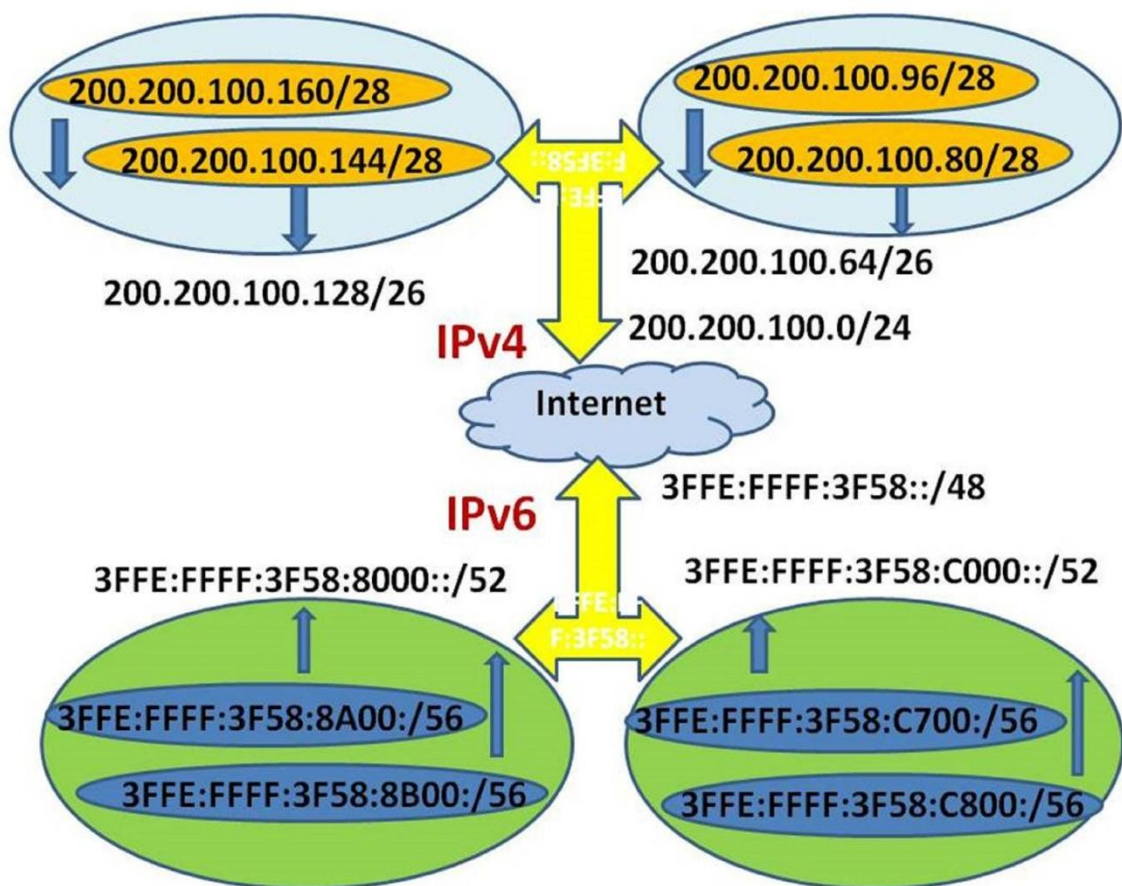 200.200.100.160/28
200.200.100.96/28
200.200.100.144/28
200.200.100.80/28
F:3F58::
200.200.100.64/26
200.200.100.128/26
200.200.100.0/24
IPv4
Internet
3FFE:FFFF:3F58::/48
IPv6
3FFE:FFFF:3F58:8000::/52
3FFE:FFFF:3F58:C000::/52
F:3F58::
3FFE:FFFF:3F58:8A00:/56
3FFE:FFFF:3F58:C700:/56
3FFE:FFFF:3F58:8B00:/56
3FFE:FFFF:3F58:C800:/56